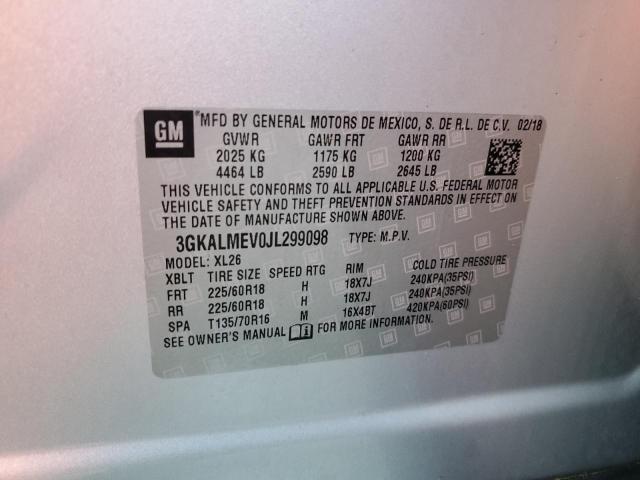 GM
*MFD BY GENERAL MOTORS DE MEXICO, S. DE R.L. DE C.V. 02/18
GVWR GAWR FRT GAWR RR
2025 KG 1175 KG 1200 KG
4464 LB 2590 LB 2645 LB
THIS VEHICLE CONFORMS TO ALL APPLICABLE U.S. FEDERAL MOTOR
VEHICLE SAFETY AND THEFT PREVENTION STANDARDS IN EFFECT ON
THE DATE OF MANUFACTURE SHOWN ABOVE.
3GKALMEV0JL299098 TYPE: M.P.V.
MODEL: XL26
XBLT TIRE SIZE SPEED RTG RIM COLD TIRE PRESSURE
FRT 225/60R18 H 18X7J 240KPA(35PSI)
RR 225/60R18 H 18X7J 240KPA(35PSI)
SPA T135/70R16 M 16X4BT 420KPA(60PSI)
SEE OWNER'S MANUAL